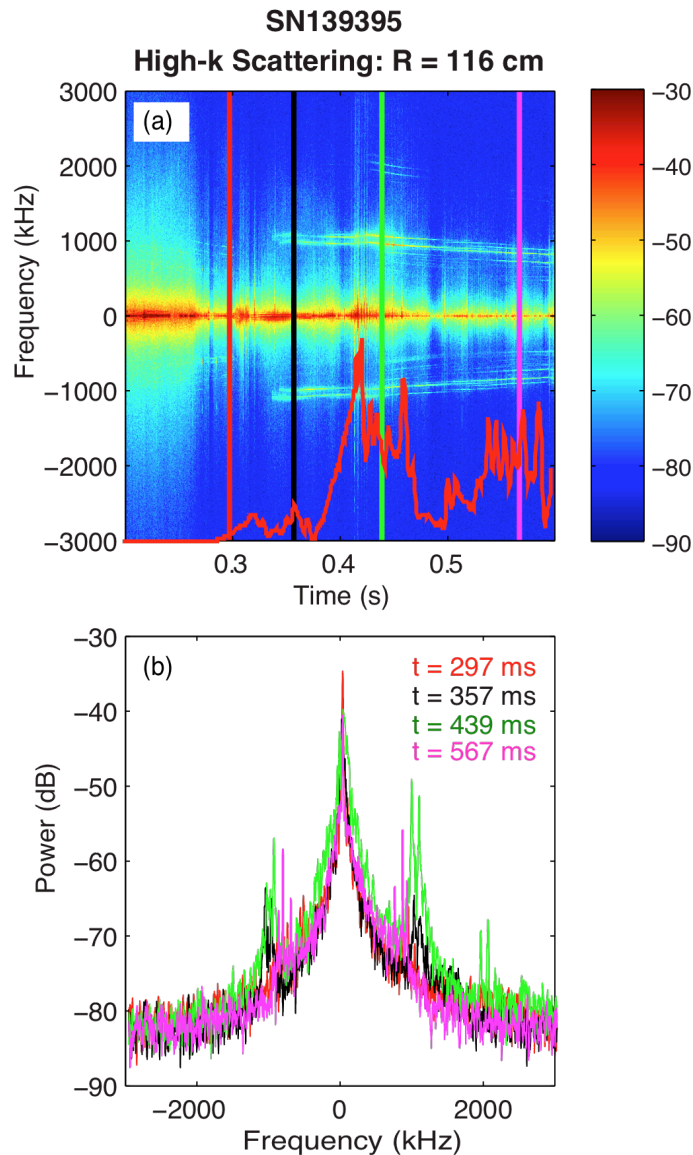 SN139395
High-k Scattering: R = 116 cm
(a)
3000
2000
1000
0
−1000
−2000
−3000
Frequency (kHz)
0.3
0.4
0.5
Time (s)
−30
−40
−50
−60
−70
−80
−90
(b)
t = 297 ms
t = 357 ms
t = 439 ms
t = 567 ms
−30
−40
−50
−60
−70
−80
−90
Power (dB)
−2000
0
2000
Frequency (kHz)